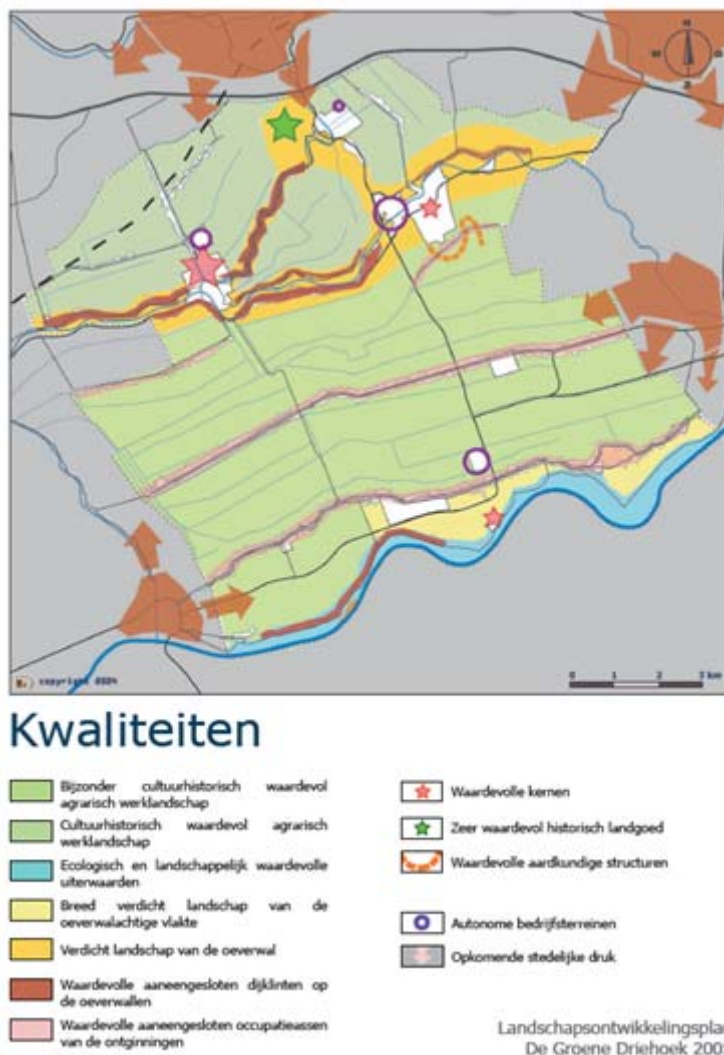 N
W
O
Z
copyright 2004
0 1 2 3 km
Kwaliteiten
Bijzonder cultuurhistorisch waardevol
agrarisch werklandschap
Cultuurhistorisch waardevol agrarisch
werklandschap
Ecologisch en landschappelijk waardevolle
uiterwaarden
Breed verdicht landschap van de
oeverwalachtige vlakte
Verdicht landschap van de oeverwal
Waardevolle aaneengesloten dijklinten op
de oeverwallen
Waardevolle aaneengesloten occupatieassen
van de ontginningen
Waardevolle kernen
Zeer waardevol historisch landgoed
Waardevolle aardkundige structuren
Autonome bedrijfsterreinen
Opkomende stedelijke druk
Landschapsontwikkelingspla
De Groene Driehoek 200